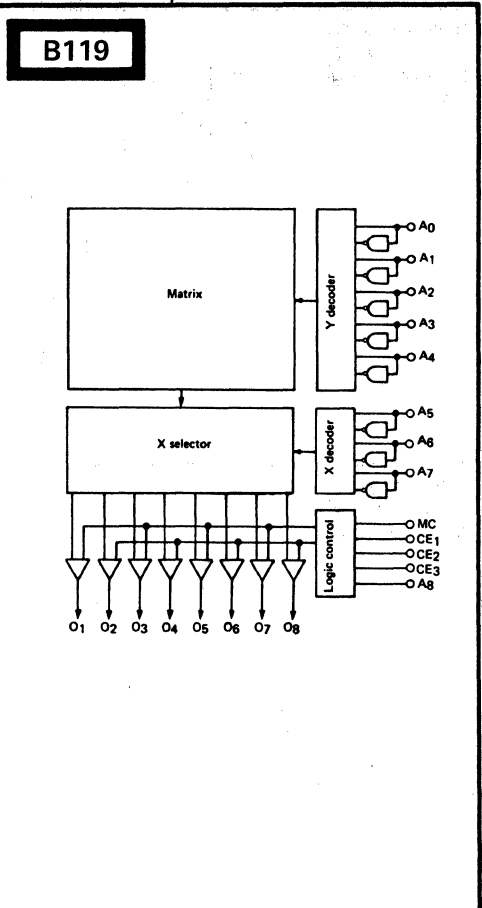 B119
Matrix
Y decoder
A0
A1
A2
A3
A4
X selector
X decoder
A5
A6
A7
Logic control
MC
CE1
CE2
CE3
A8
O1 O2 O3 O4 O5 O6 O7 O8